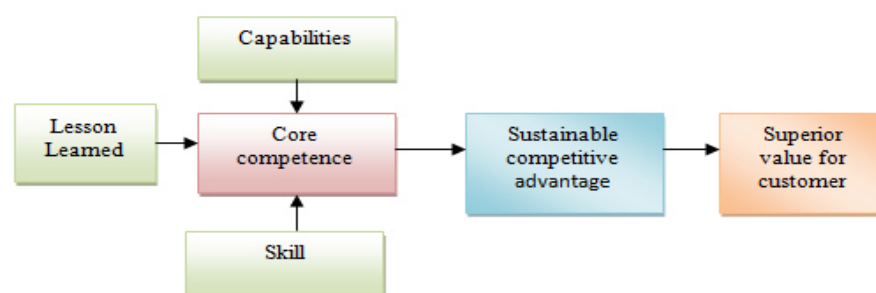 Capabilities
Lesson
Learned
Core
competence
Sustainable
competitive
advantage
Superior
value for
customer
Skill